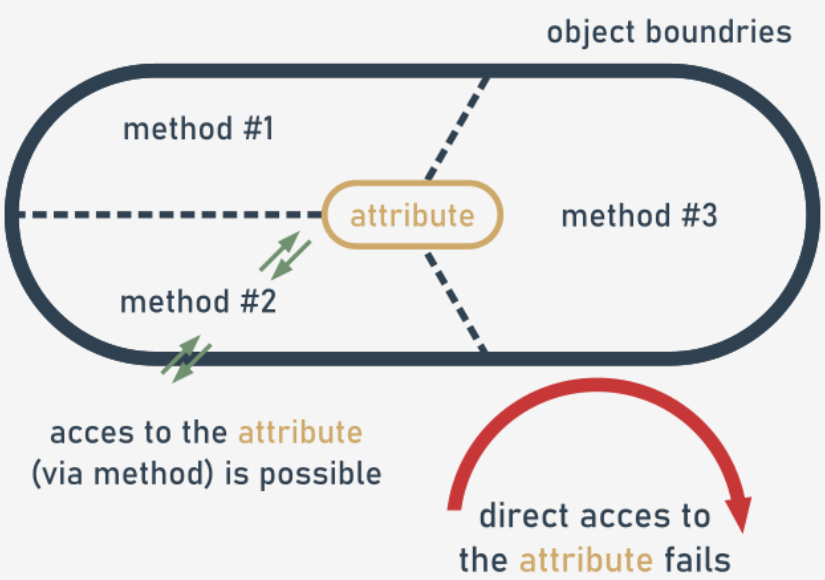 object boundries
method #1
attribute
method #3
method #2
acces to the attribute
(via method) is possible
direct acces to
the attribute fails